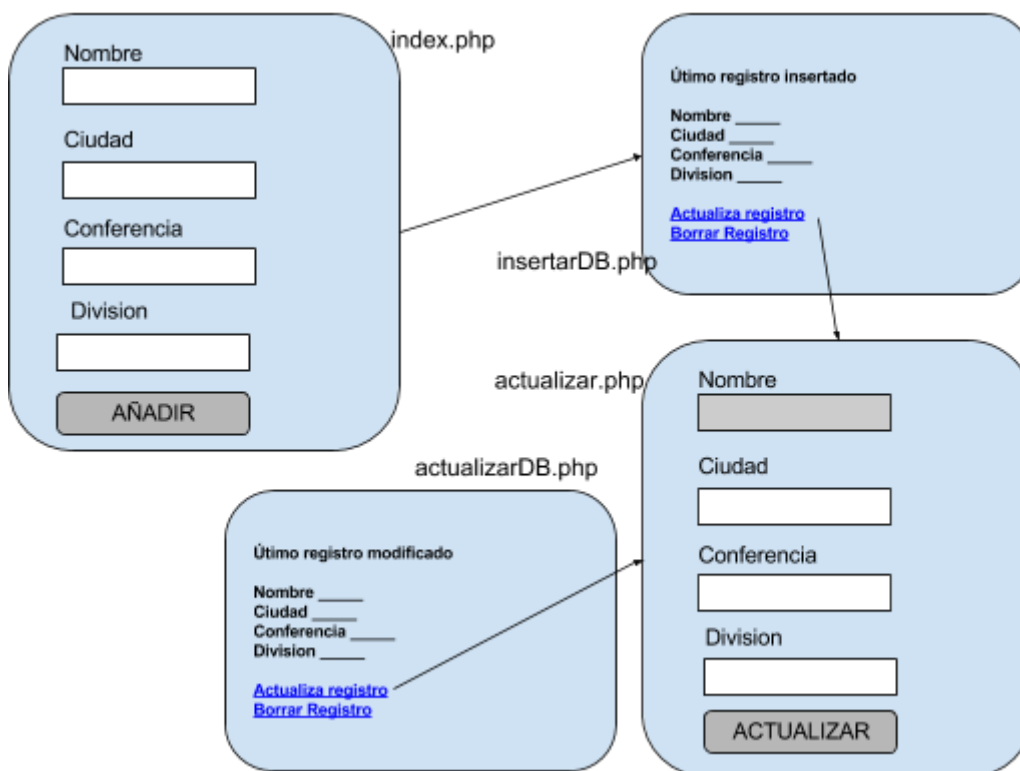 index.php
Nombre
Ciudad
Conferencia
Division
AÑADIR
insertarDB.php
Útimo registro insertado
Nombre _____
Ciudad _____
Conferencia _____
Division _____
Actualiza registro
Borrar Registro
actualizar.php
Nombre
Ciudad
Conferencia
Division
ACTUALIZAR
actualizarDB.php
Útimo registro modificado
Nombre _____
Ciudad _____
Conferencia _____
Division _____
Actualiza registro
Borrar Registro